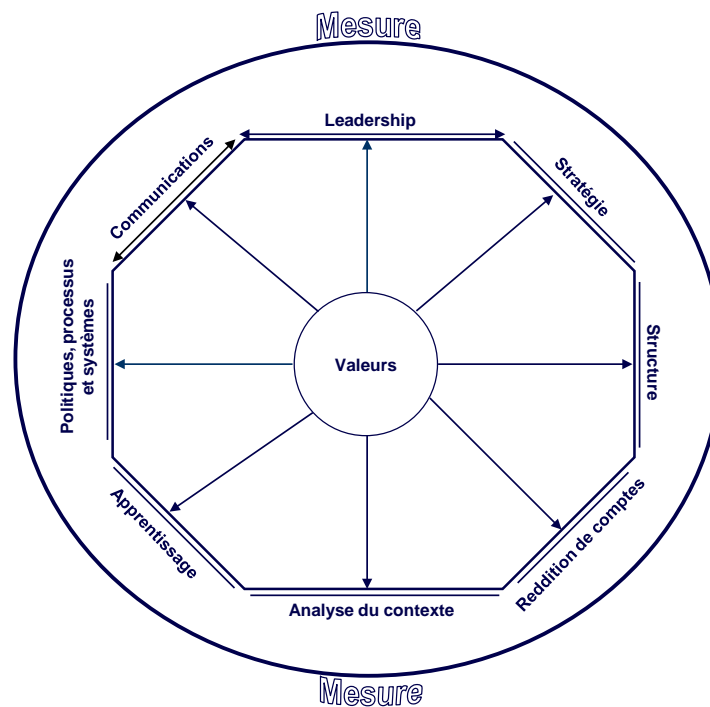 Mesure
Leadership
Communications
Stratégie
Politiques, processus
et systèmes
Valeurs
Structure
Apprentissage
Reddition de comptes
Analyse du contexte
Mesure